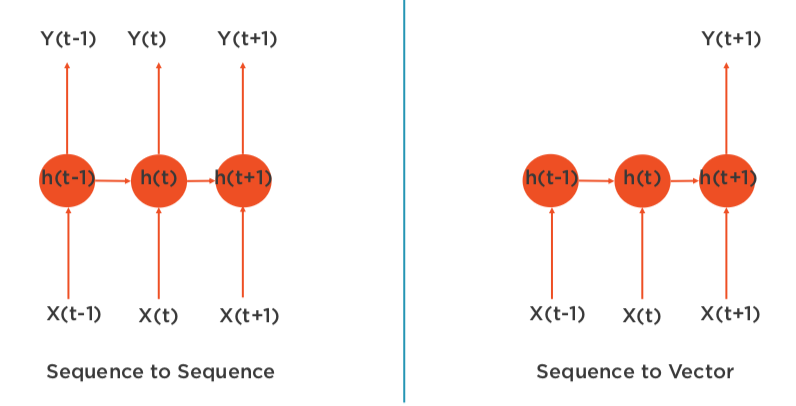 Y(t-1) Y(t) Y(t+1)
h(t-1) h(t) h(t+1)
X(t-1) X(t) X(t+1)
Sequence to Sequence
Y(t+1)
h(t-1) h(t) h(t+1)
X(t-1) X(t) X(t+1)
Sequence to Vector